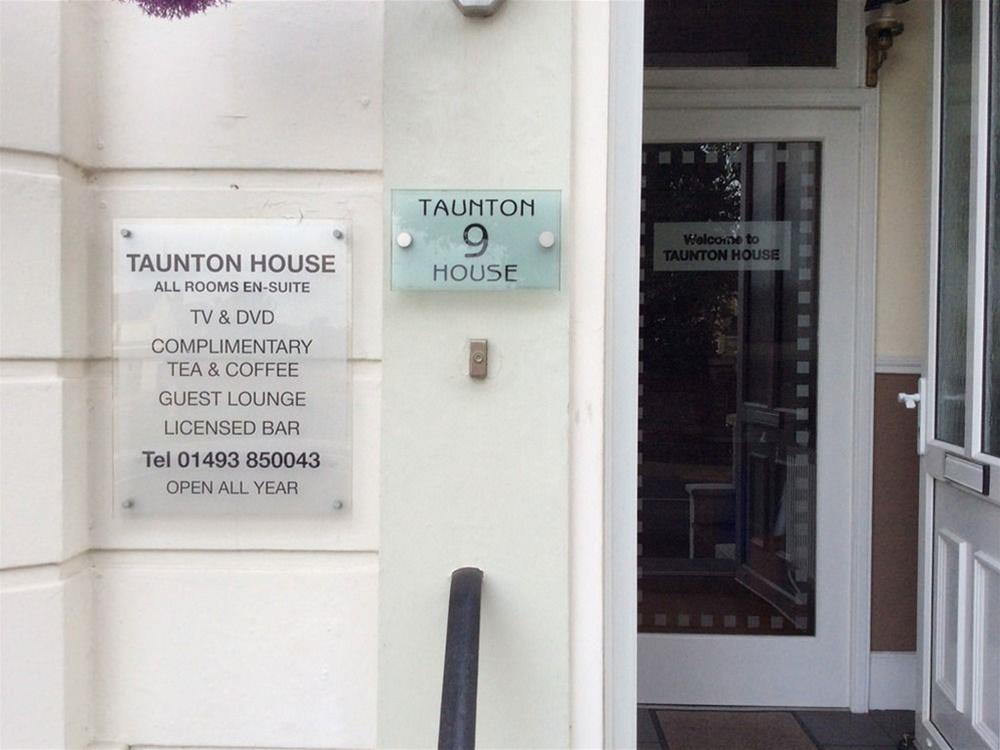 TAUNTON HOUSE
ALL ROOMS EN-SUITE
TV & DVD
COMPLIMENTARY
TEA & COFFEE
GUEST LOUNGE
LICENSED BAR
Tel 01493 850043
OPEN ALL YEAR
TAUNTON
9
HOUSE
Welcome to
TAUNTON HOUSE